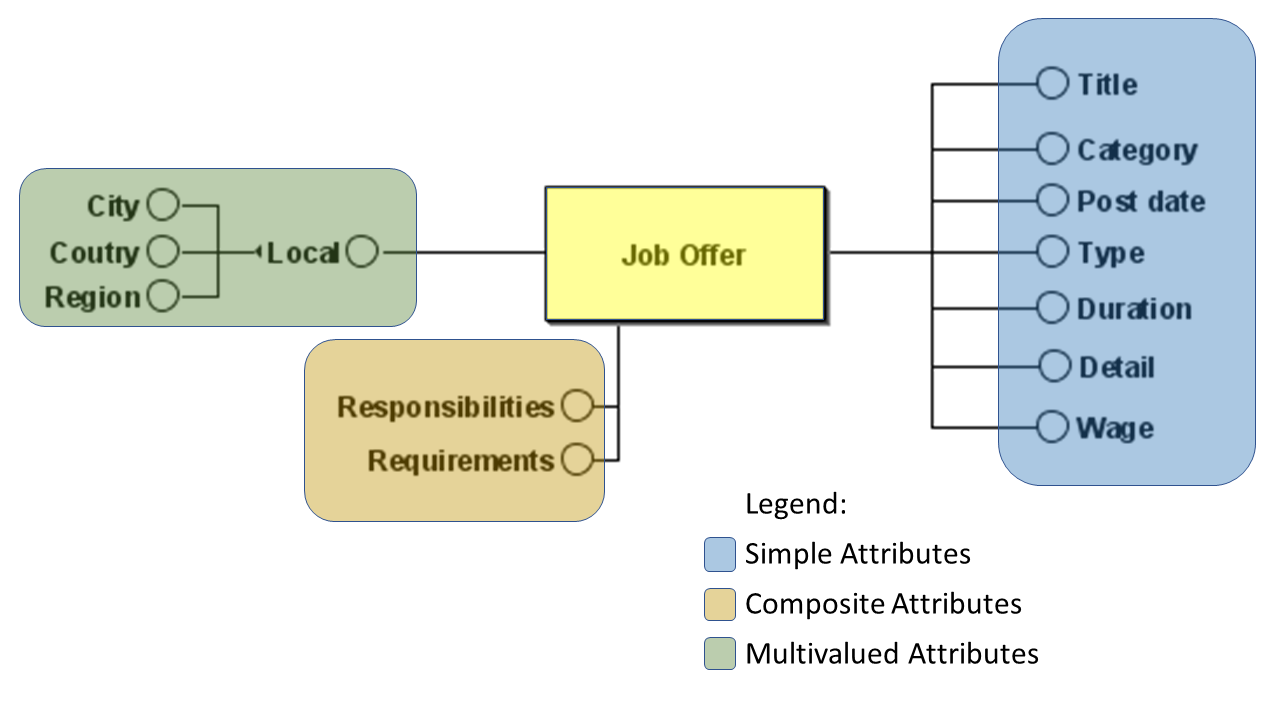 City
Coutry
Region
Local
Job Offer
Responsibilities
Requirements
Title
Category
Post date
Type
Duration
Detail
Wage
Legend:
Simple Attributes
Composite Attributes
Multivalued Attributes